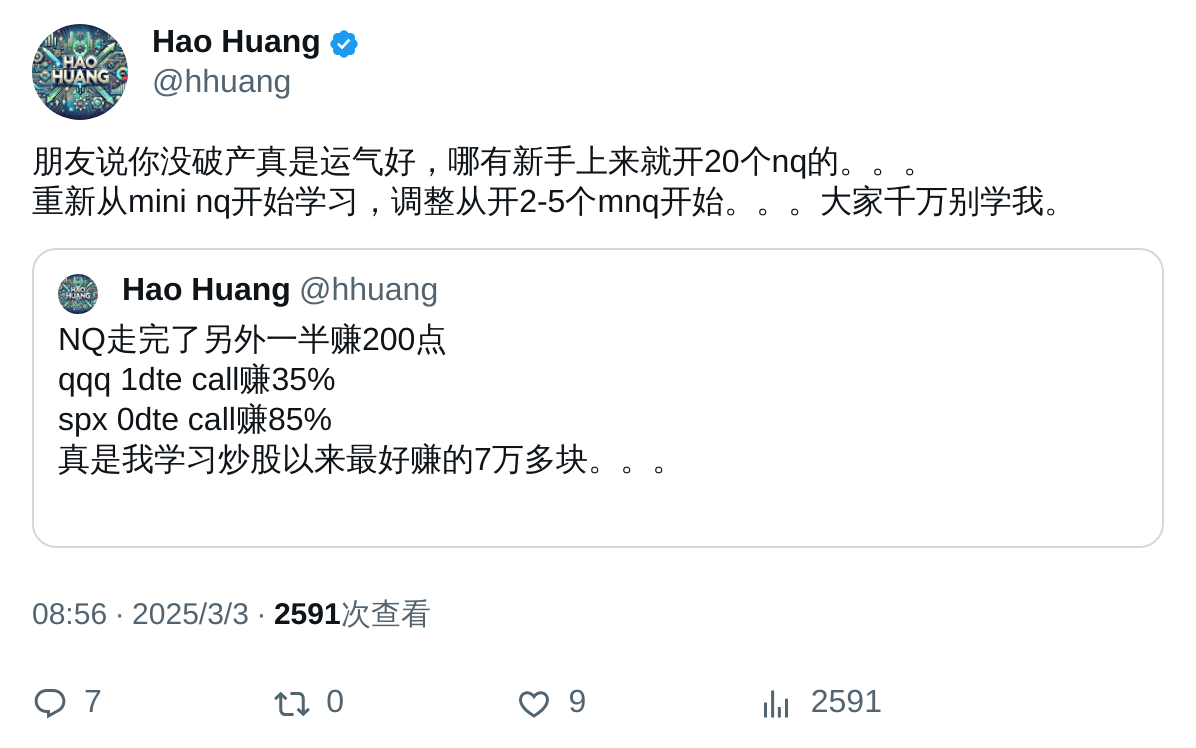 HAO
HUANG
Hao Huang
@hhuang
朋友说你没破产真是运气好，哪有新手上来就开20个nq的。。。
重新从mini nq开始学习，调整从开2-5个mnq开始。。。大家千万别学我。
HAO
HUANG
Hao Huang @hhuang
NQ走完了另外一半赚200点
qqq 1dte call赚35%
spx 0dte call赚85%
真是我学习炒股以来最好赚的7万多块。。。
08:56 · 2025/3/3 · 2591次查看
7 0 9 2591